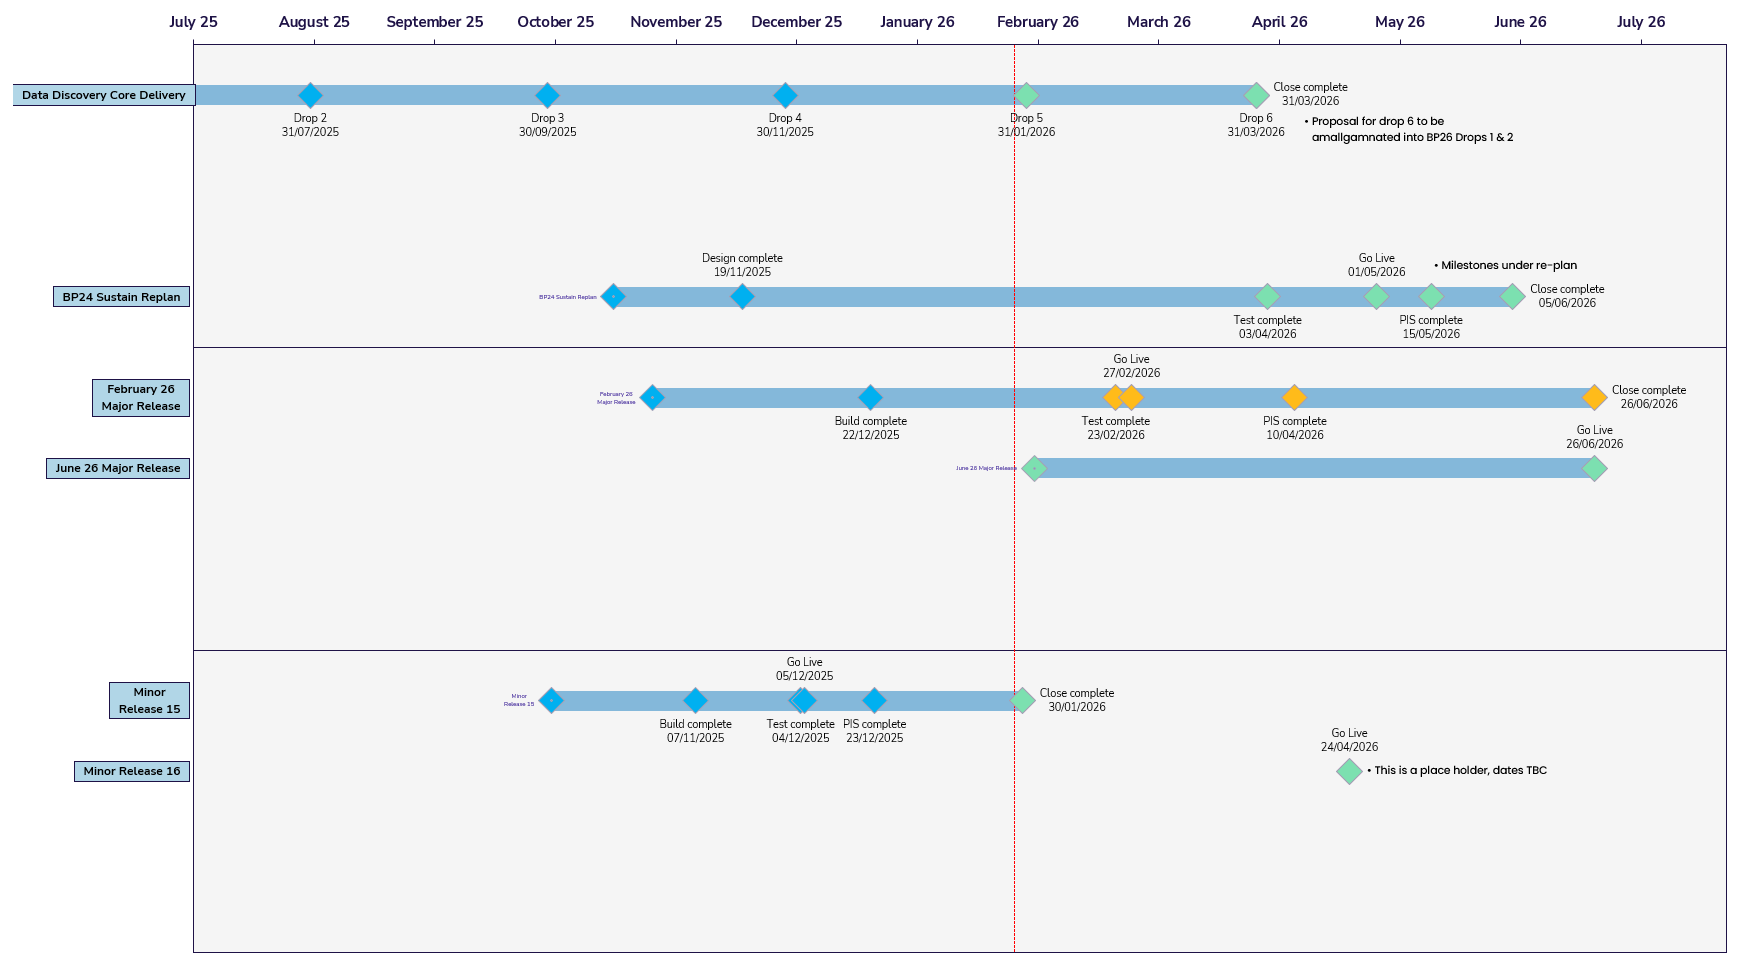 July 25
August 25
September 25
October 25
November 25
December 25
January 26
February 26
March 26
April 26
May 26
June 26
July 26
Data Discovery Core Delivery
Drop 2
31/07/2025
Drop 3
30/09/2025
Drop 4
30/11/2025
Drop 5
31/01/2026
Drop 6
31/03/2026
Close complete
31/03/2026
• Proposal for drop 6 to be
amallgamnated into BP26 Drops 1 & 2
BP24 Sustain Replan
BP24 Sustain Replan
Design complete
19/11/2025
Test complete
03/04/2026
Go Live
01/05/2026
PIS complete
15/05/2026
• Milestones under re-plan
Close complete
05/06/2026
February 26
Major Release
February 26
Major Release
Build complete
22/12/2025
Go Live
27/02/2026
Test complete
23/02/2026
PIS complete
10/04/2026
Close complete
26/06/2026
June 26 Major Release
June 26 Major Release
Go Live
26/06/2026
Minor
Release 15
Minor
Release 15
Build complete
07/11/2025
Go Live
05/12/2025
Test complete
04/12/2025
PIS complete
23/12/2025
Close complete
30/01/2026
Minor Release 16
Go Live
24/04/2026
• This is a place holder, dates TBC